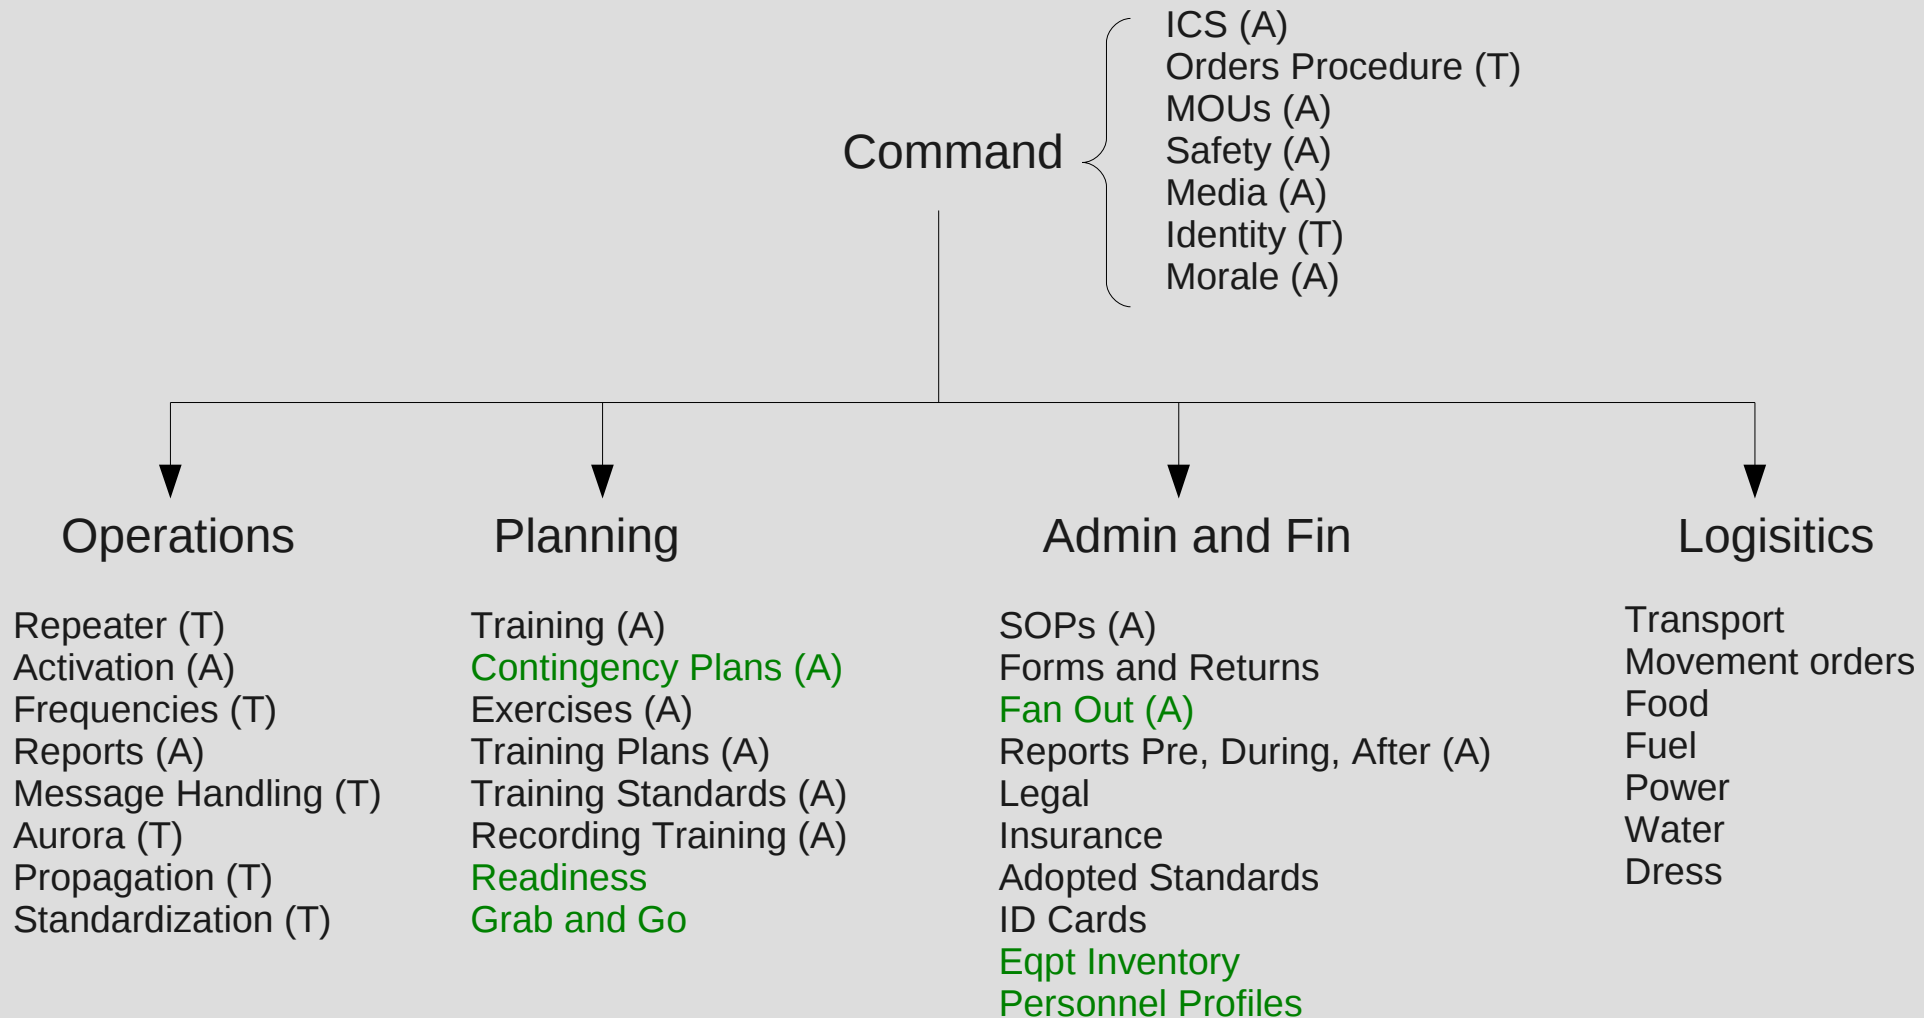 ICS (A)
Orders Procedure (T)
MOUs (A)
Safety (A)
Media (A)
Identity (T)
Morale (A)
Command
Operations
Repeater (T)
Activation (A)
Frequencies (T)
Reports (A)
Message Handling (T)
Aurora (T)
Propagation (T)
Standardization (T)
Planning
Training (A)
Contingency Plans (A)
Exercises (A)
Training Plans (A)
Training Standards (A)
Recording Training (A)
Readiness
Grab and Go
Admin and Fin
SOPs (A)
Forms and Returns
Fan Out (A)
Reports Pre, During, After (A)
Legal
Insurance
Adopted Standards
ID Cards
Eqpt Inventory
Personnel Profiles
Logisitics
Transport
Movement orders
Food
Fuel
Power
Water
Dress